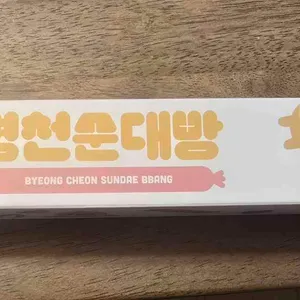 병천순대빵
BYEONG CHEON SUNDAE BBANG